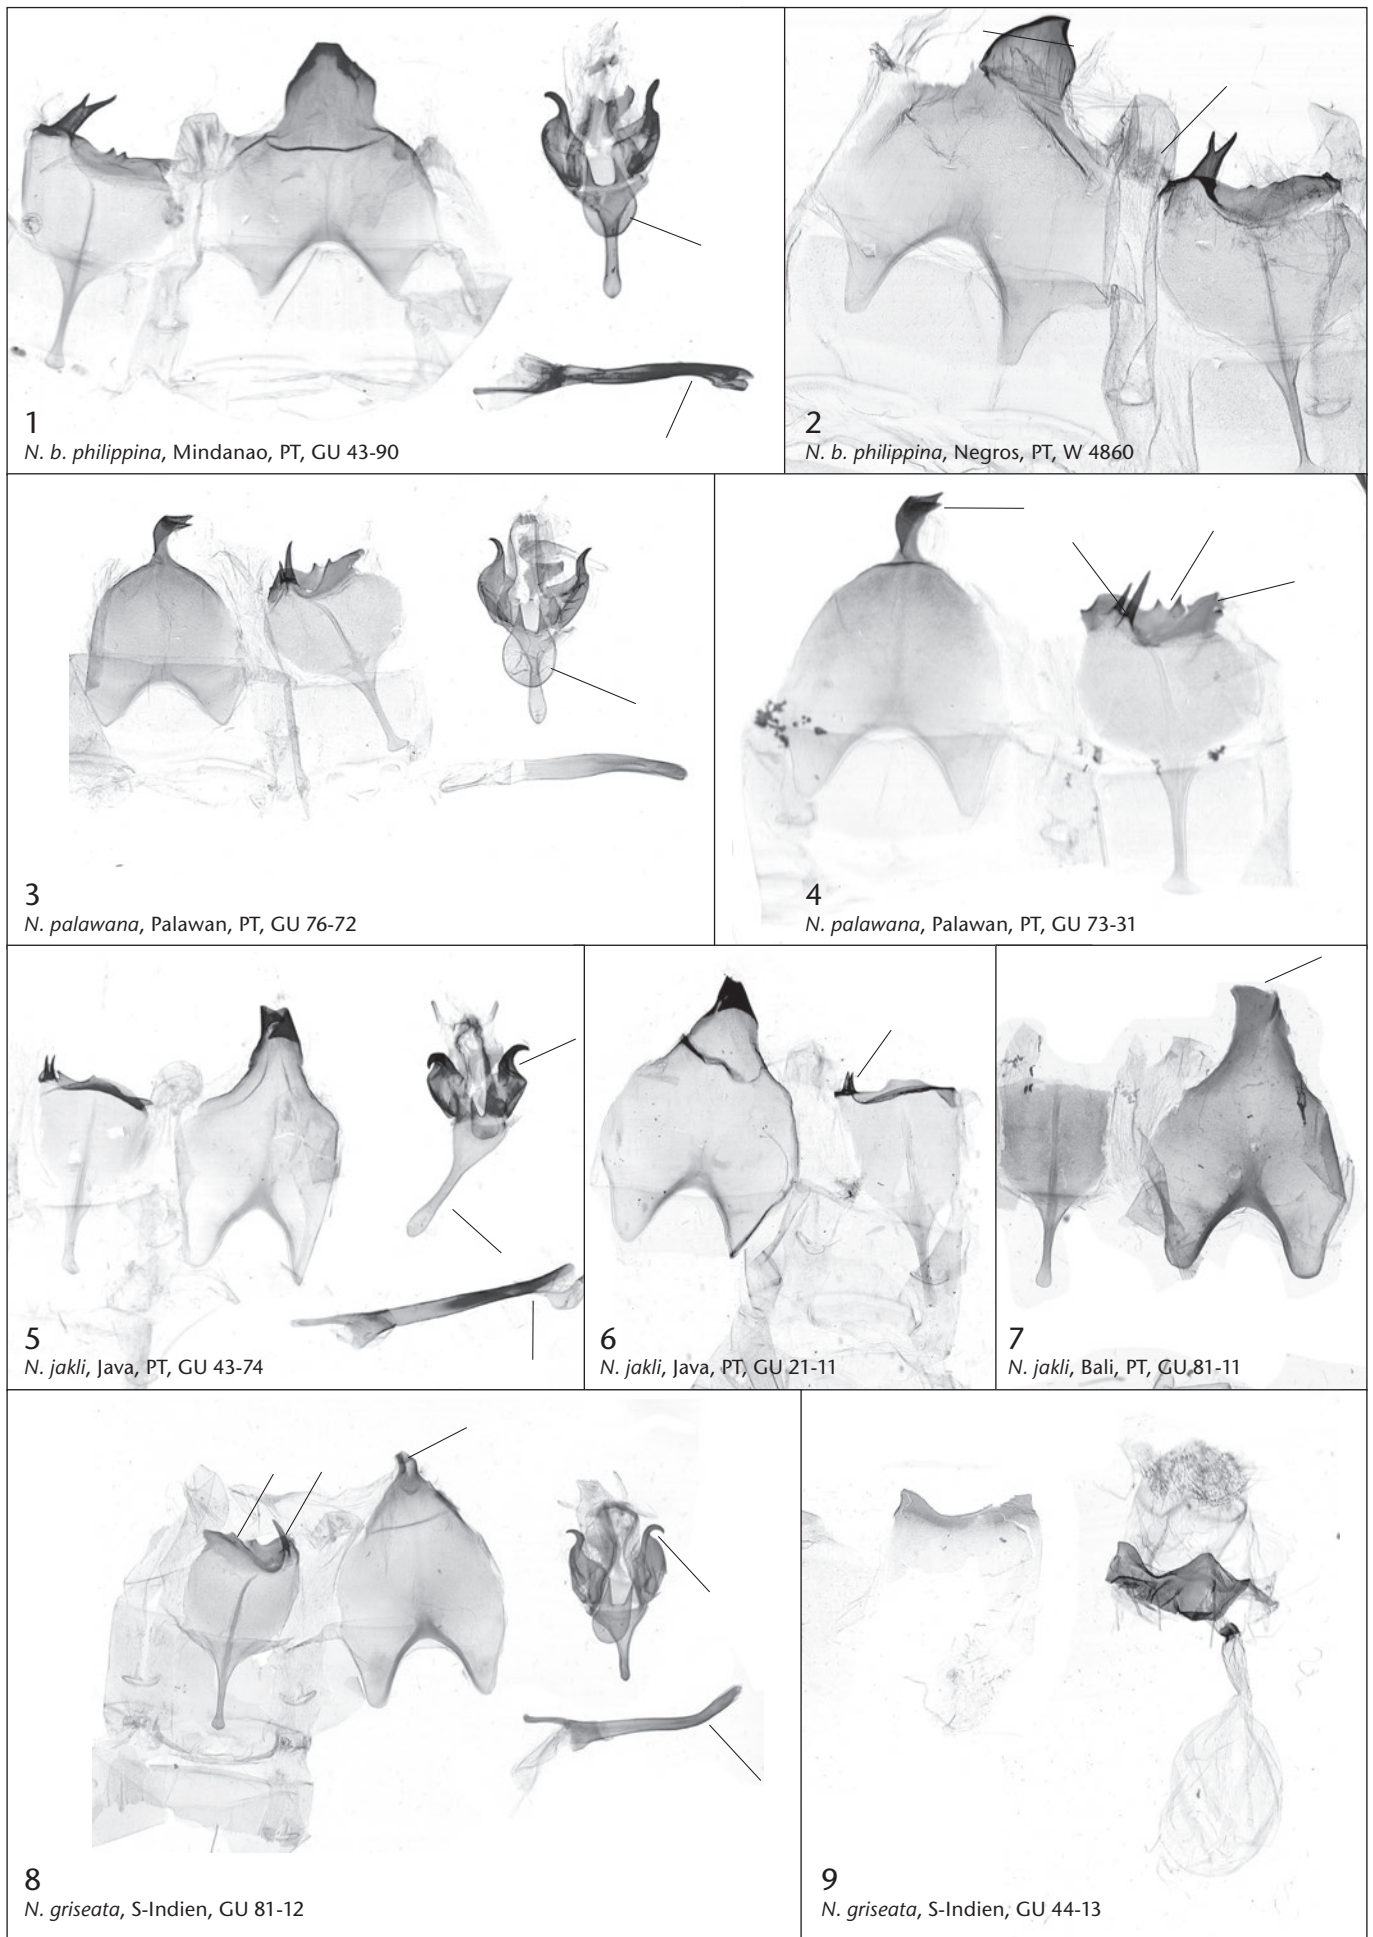 1
N. b. philippina, Mindanao, PT, GU 43-90
2
N. b. philippina, Negros, PT, W 4860
3
N. palawana, Palawan, PT, GU 76-72
4
N. palawana, Palawan, PT, GU 73-31
5
N. jakli, Java, PT, GU 43-74
6
N. jakli, Java, PT, GU 21-11
7
N. jakli, Bali, PT, GU 81-11
8
N. griseata, S-Indien, GU 81-12
9
N. griseata, S-Indien, GU 44-13